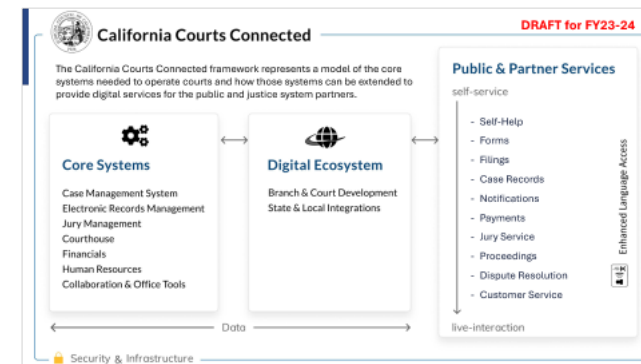 California Courts Connected
DRAFT for FY23-24
The California Courts Connected framework represents a model of the core
systems needed to operate courts and how those systems can be extended to
provide digital services for the public and justice system partners.
Core Systems
Case Management System
Electronic Records Management
Jury Management
Courthouse
Financials
Human Resources
Collaboration & Office Tools
Digital Ecosystem
Branch & Court Development
State & Local Integrations
Data
Public & Partner Services
self-service
- Self-Help
- Forms
- Filings
- Case Records
- Notifications
- Payments
- Jury Service
- Proceedings
- Dispute Resolution
- Customer Service
live-interaction
Enhanced Language Access
Security & Infrastructure